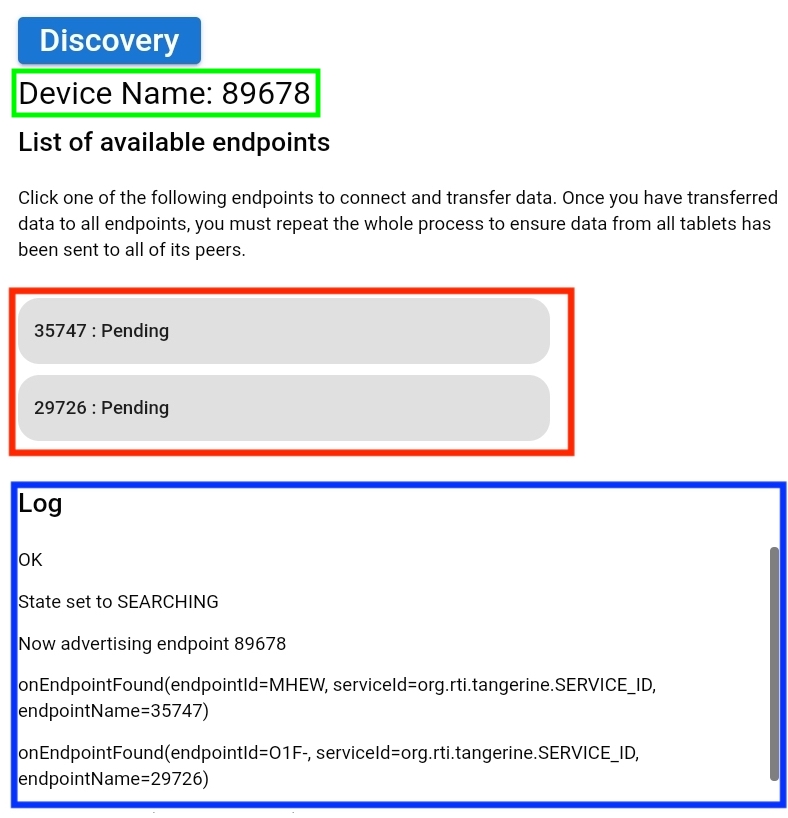 Discovery
Device Name: 89678
List of available endpoints
Click one of the following endpoints to connect and transfer data. Once you have transferred
data to all endpoints, you must repeat the whole process to ensure data from all tablets has
been sent to all of its peers.
35747 : Pending
29726 : Pending
Log
OK
State set to SEARCHING
Now advertising endpoint 89678
onEndpointFound(endpointId=MHEW, serviceId=org.rti.tangerine.SERVICE_ID,
endpointName=35747)
onEndpointFound(endpointId=O1F-, serviceId=org.rti.tangerine.SERVICE_ID,
endpointName=29726)